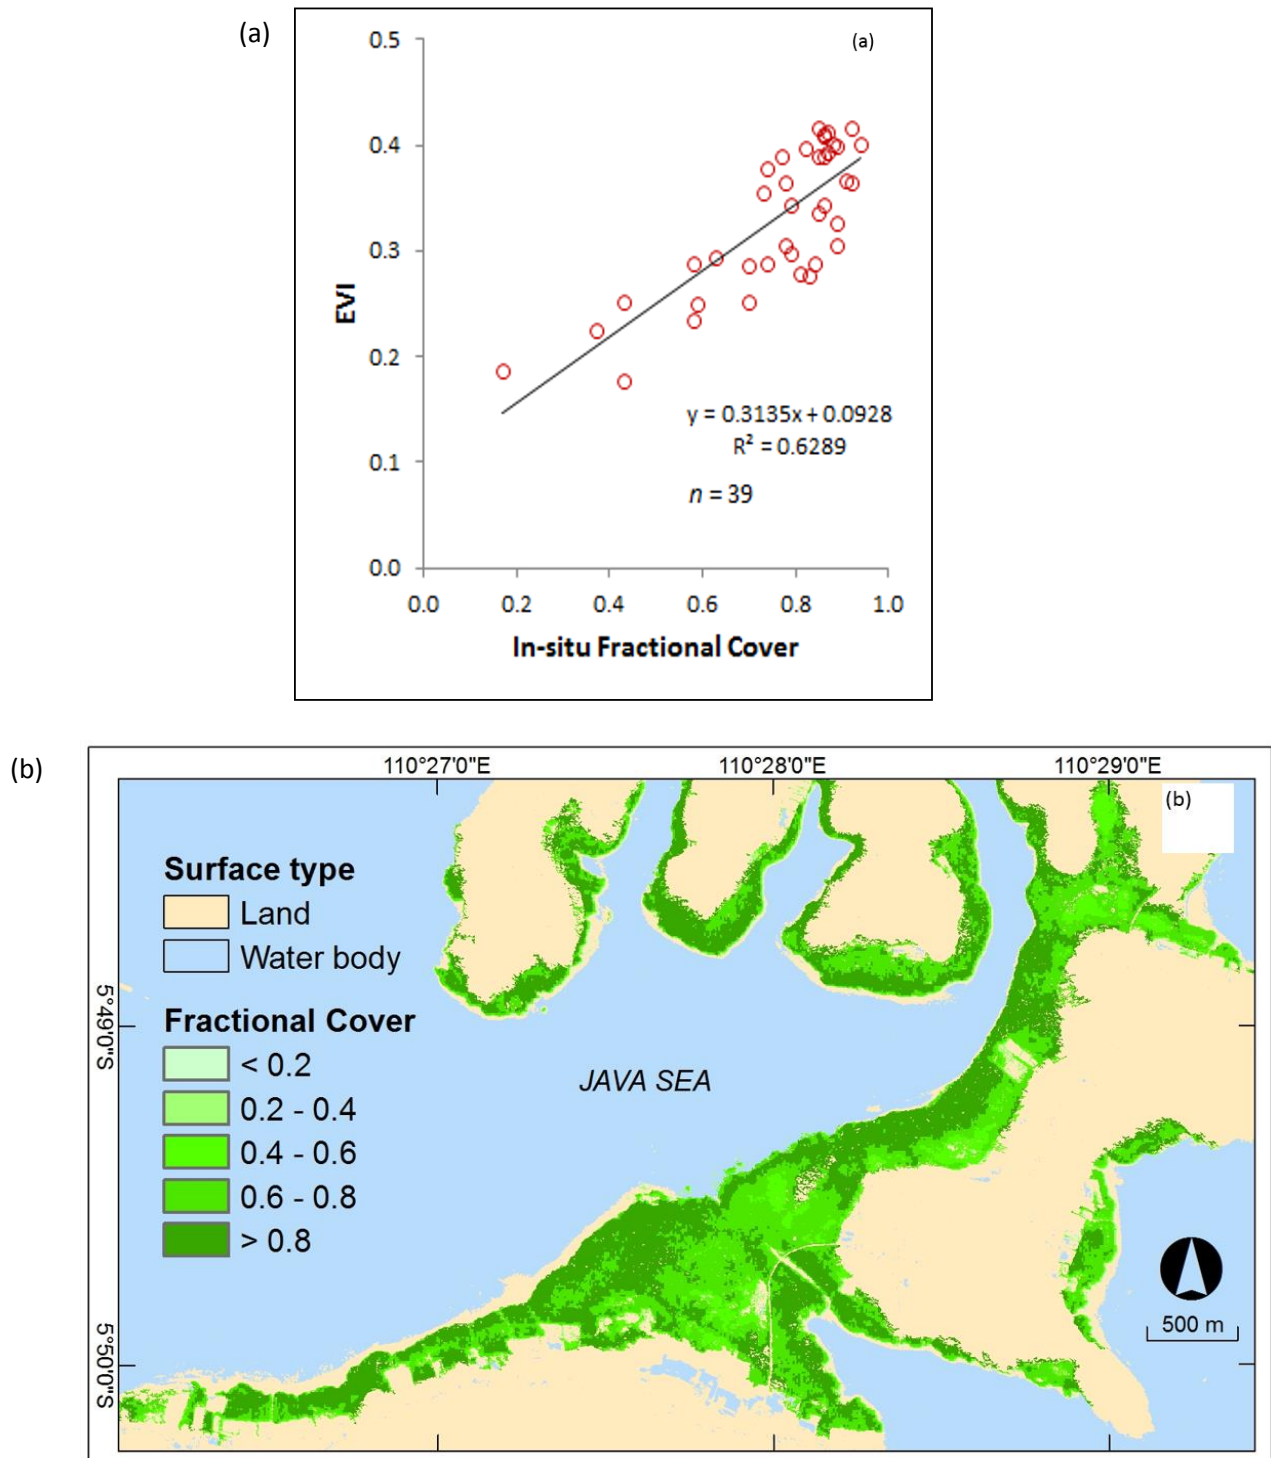 (a)
(a)
0.5
0.4
0.3
0.2
0.1
0.0
EVI
y = 0.3135x + 0.0928
R² = 0.6289
n = 39
0.0 0.2 0.4 0.6 0.8 1.0
In-situ Fractional Cover
(b)
110°27'0"E 110°28'0"E 110°29'0"E
(b)
Surface type
Land
Water body
5°49'0"S
Fractional Cover
< 0.2
0.2 - 0.4
0.4 - 0.6
0.6 - 0.8
> 0.8
JAVA SEA
500 m
5°50'0"S